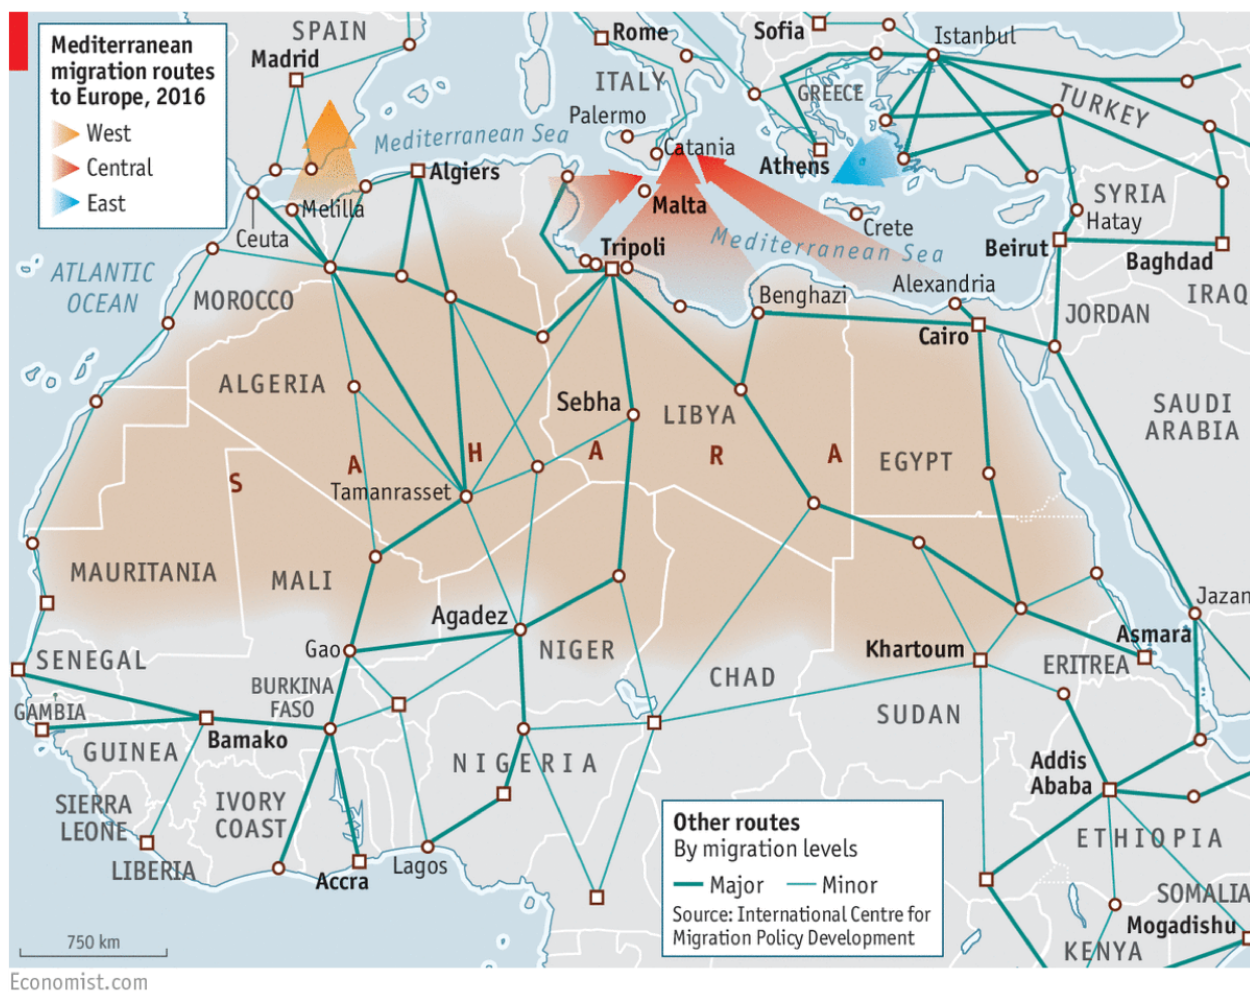 Mediterranean
migration routes
to Europe, 2016
West
Central
East
SPAIN
Madrid
Rome
ITALY
Palermo
Catania
Malta
Sofia
Istanbul
GREECE
Athens
TURKEY
Crete
Mediterranean Sea
Mediterranean Sea
Algiers
Melilla
Ceuta
ATLANTIC
OCEAN
MOROCCO
Tripoli
Benghazi
Alexandria
Cairo
Beirut
SYRIA
Hatay
Baghdad
IRAQ
JORDAN
SAUDI
ARABIA
ALGERIA
Sebha
LIBYA
EGYPT
S A H A R A
Tamanrasset
MAURITANIA
MALI
Agadez
NIGER
Gao
CHAD
Khartoum
SUDAN
Asmara
ERITREA
Jazan
SENEGAL
GAMBIA
BURKINA
FASO
Bamako
GUINEA
SIERRA
LEONE
LIBERIA
IVORY
COAST
Accra
Lagos
NIGERIA
Addis
Ababa
ETHIOPIA
SOMALIA
Mogadishu
KENYA
Other routes
By migration levels
Major Minor
Source: International Centre for
Migration Policy Development
750 km
Economist.com